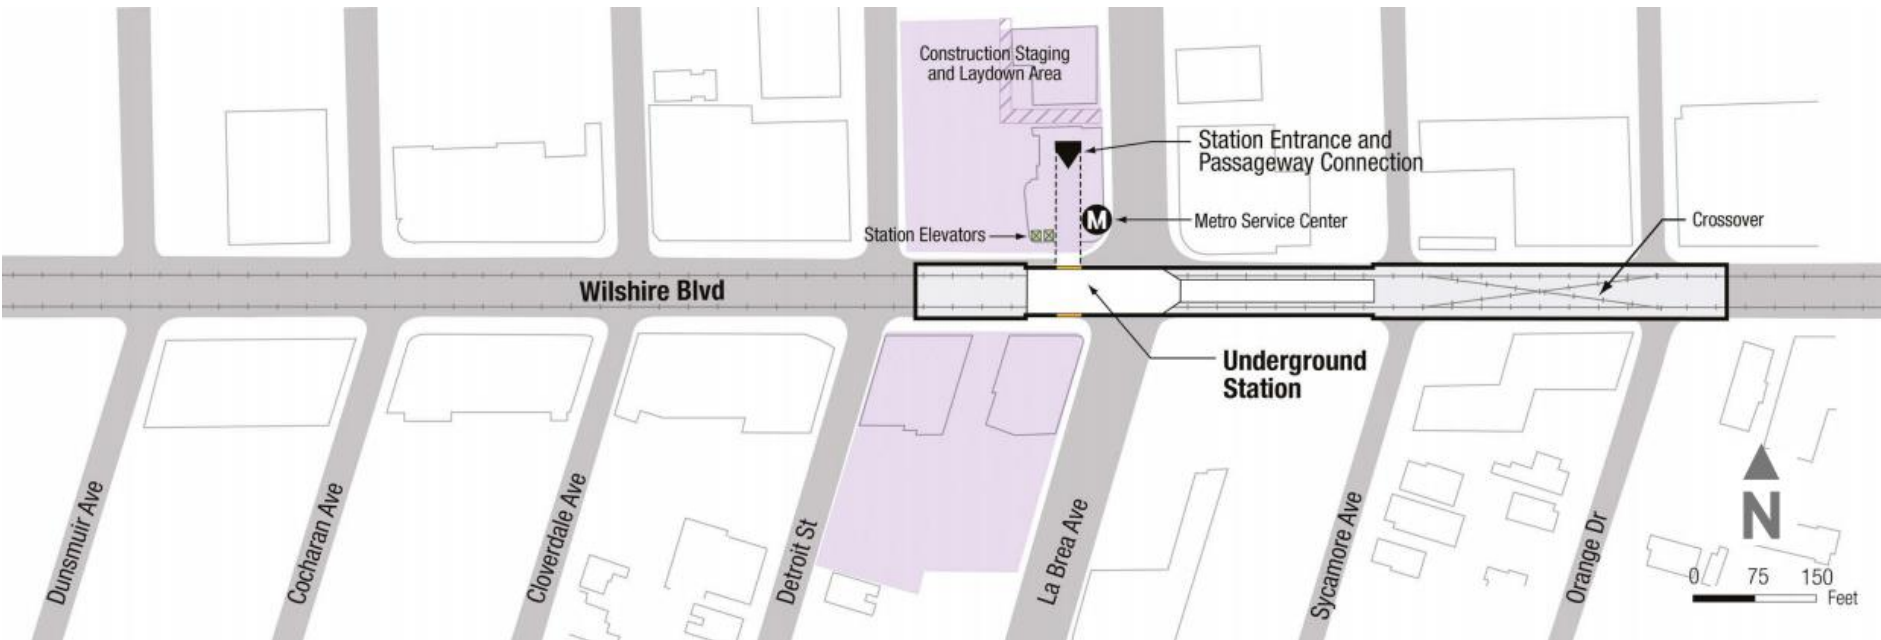 Construction Staging
and Laydown Area
Station Entrance and
Passageway Connection
M
Metro Service Center
Station Elevators
Crossover
Wilshire Blvd
Underground
Station
Dunsmuir Ave
Cocharan Ave
Cloverdale Ave
Detroit St
La Brea Ave
Sycamore Ave
Orange Dr
N
0 75 150
Feet